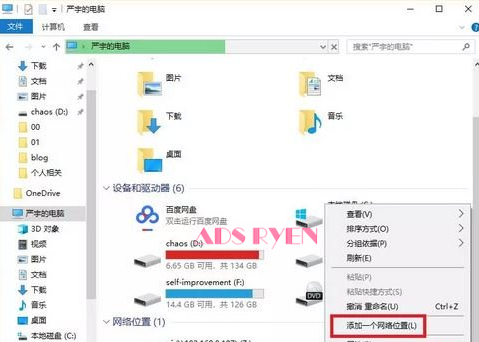 严宇的电脑
文件
计算机
查看
严宇的电脑
搜索"严宇的电脑"
下载
文档
图片
chaos (D:)
00
01
blog
个人相关
OneDrive
严宇的电脑
3D 对象
视频
图片
文档
下载
音乐
桌面
本地磁盘 (C:)
图片
文档
下载
音乐
桌面
设备和驱动器 (6)
百度网盘
双击运行百度网盘
chaos (D:)
6.65 GB 可用，共 134 GB
self-improvement (F:)
14.4 GB 可用，共 126 GB
DVD
网络位置 (1)
ADS RYEN
查看(V)
排序方式(O)
分组依据(P)
刷新(E)
粘贴(P)
粘贴快捷方式(S)
撤消 重命名(U) Ctrl+Z
添加一个网络位置(L)